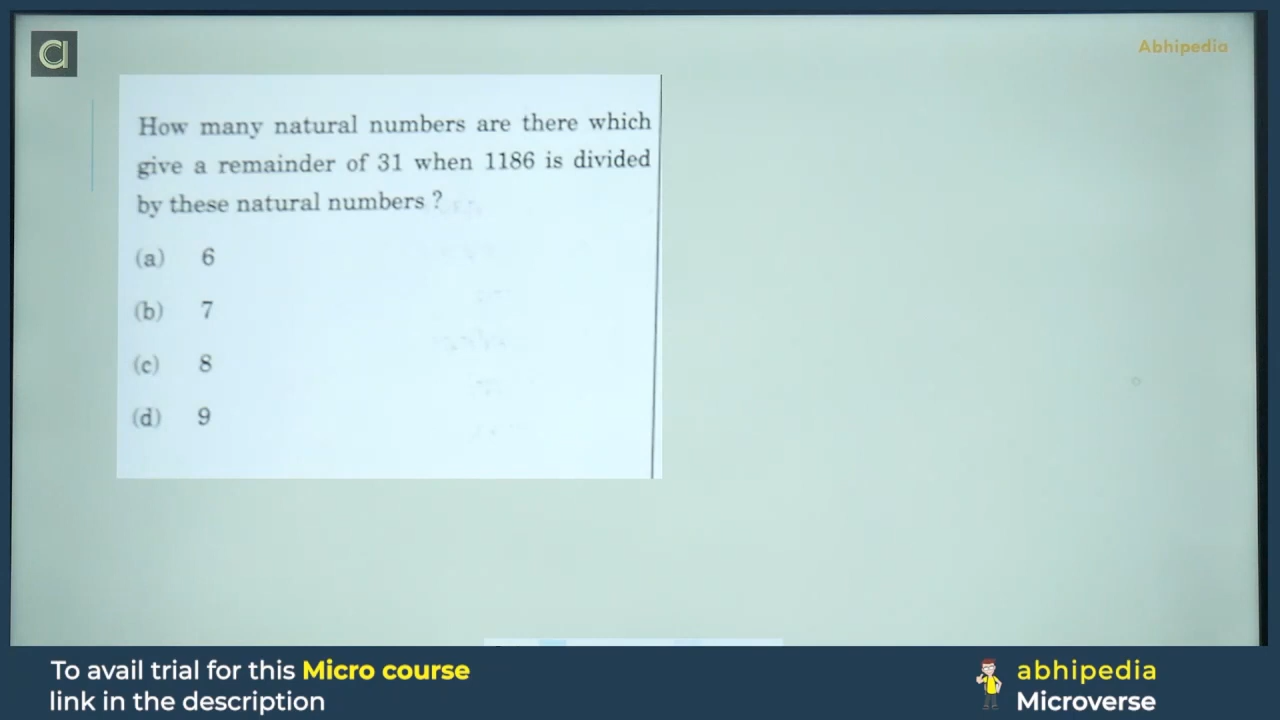 Abhipedia
How many natural numbers are there which
give a remainder of 31 when 1186 is divided
by these natural numbers ?
(a) 6
(b) 7
(c) 8
(d) 9
To avail trial for this Micro course
link in the description
abhipedia
Microverse